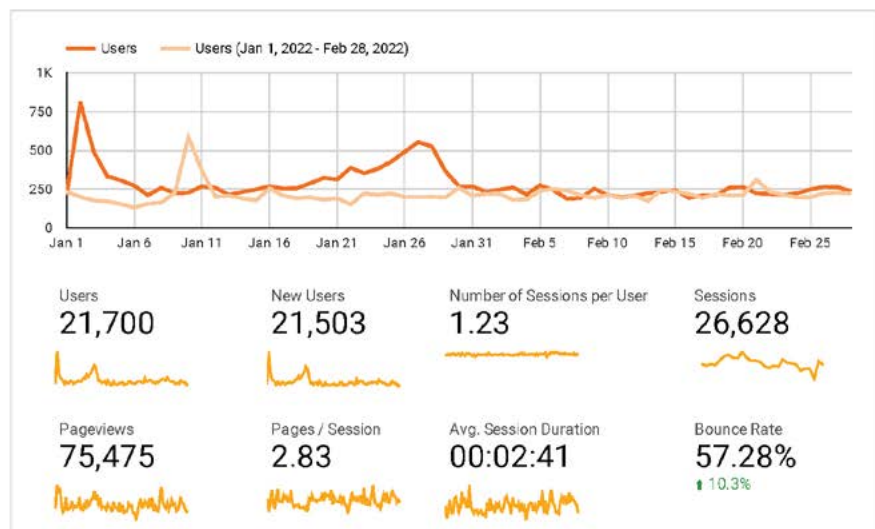 Users Users (Jan 1, 2022 - Feb 28, 2022)
1K
750
500
250
0
Jan 1 Jan 6 Jan 11 Jan 16 Jan 21 Jan 26 Jan 31 Feb 5 Feb 10 Feb 15 Feb 20 Feb 25
Users New Users Number of Sessions per User Sessions
21,700 21,503 1.23 26,628
Pageviews Pages / Session Avg. Session Duration Bounce Rate
75,475 2.83 00:02:41 57.28%
⬆ 10.3%